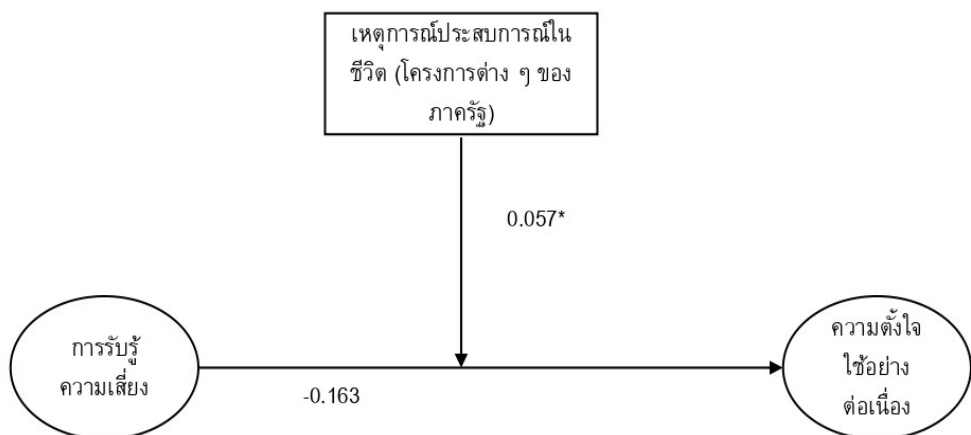 เหตุการณ์ประสบการณ์ใน
ชีวิต (โครงการต่าง ๆ ของ
ภาครัฐ)
0.057*
การรับรู้
ความเสี่ยง
-0.163
ความตั้งใจ
ใช้อย่าง
ต่อเนื่อง